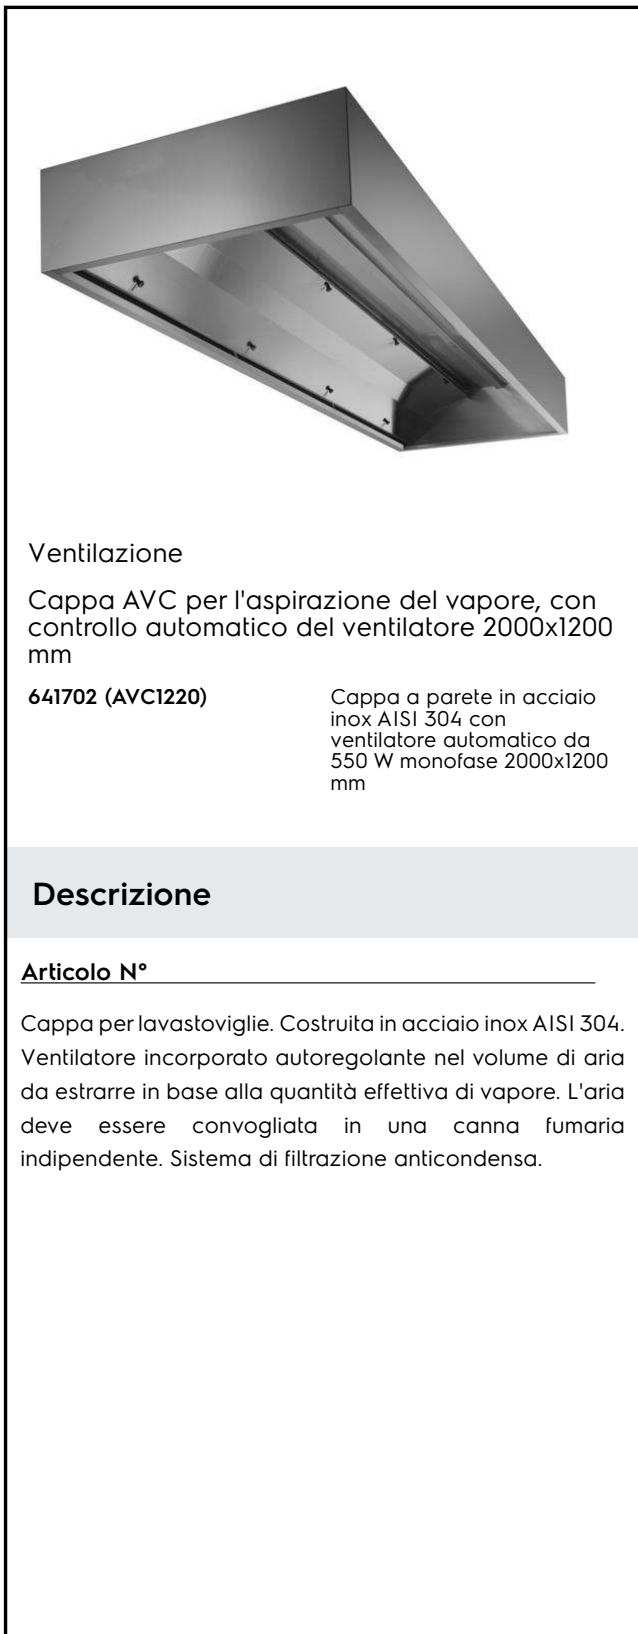 Ventilazione
Cappa AVC per l'aspirazione del vapore, con
controllo automatico del ventilatore 2000x1200
mm
641702 (AVC1220)
Cappa a parete in acciaio
inox AISI 304 con
ventilatore automatico da
550 W monofase 2000x1200
mm
Descrizione
Articolo N°
Cappa per lavastoviglie. Costruita in acciaio inox AISI 304.
Ventilatore incorporato autoregolante nel volume di aria
da estrarre in base alla quantità effettiva di vapore. L'aria
deve essere convogliata in una canna fumaria
indipendente. Sistema di filtrazione anticondensa.